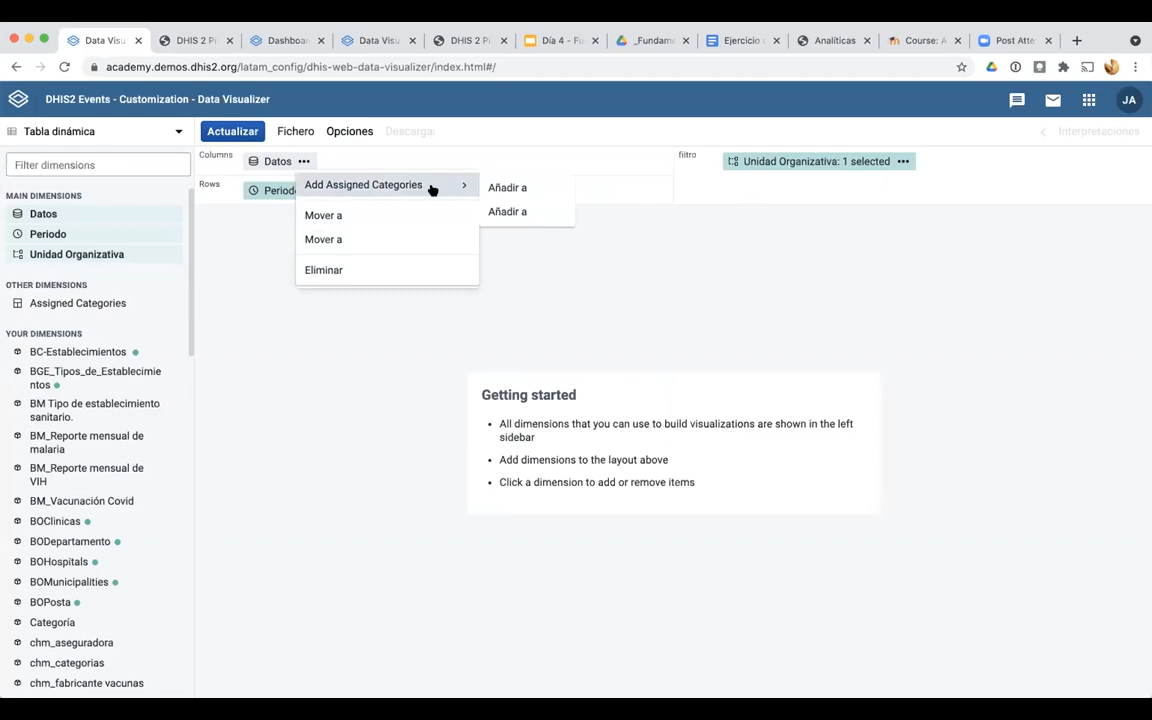 Data Visu
DHIS 2 Pi
Dashboar
Data Visu
DHIS 2 Pi
Día 4 - Fu
_Fundame
Ejercicio
Analíticas
Course: A
Post Atte
academy.demos.dhis2.org/latam_config/dhis-web-data-visualizer/index.html#/
DHIS2 Events - Customization - Data Visualizer
JA
Tabla dinámica
Actualizar
Fichero
Opciones
Descargar
Interpretaciones
Filter dimensions
Columns
Datos
filtro
Unidad Organizativa: 1 selected
Rows
Periodo
Add Assigned Categories
Mover a
Mover a
Eliminar
Añadir a
Añadir a
MAIN DIMENSIONS
Datos
Periodo
Unidad Organizativa
OTHER DIMENSIONS
Assigned Categories
YOUR DIMENSIONS
BC-Establecimientos
BGE_Tipos_de_Establecimie
ntos
BM Tipo de establecimiento
sanitario.
BM_Reporte mensual de
malaria
BM_Reporte mensual de
VIH
BM_Vacunación Covid
BOClinicas
BODepartamento
BOHospitals
BOMunicipalities
BOPosta
Categoría
chm_aseguradora
chm_categorias
chm_fabricante vacunas
Getting started
All dimensions that you can use to build visualizations are shown in the left
sidebar
Add dimensions to the layout above
Click a dimension to add or remove items